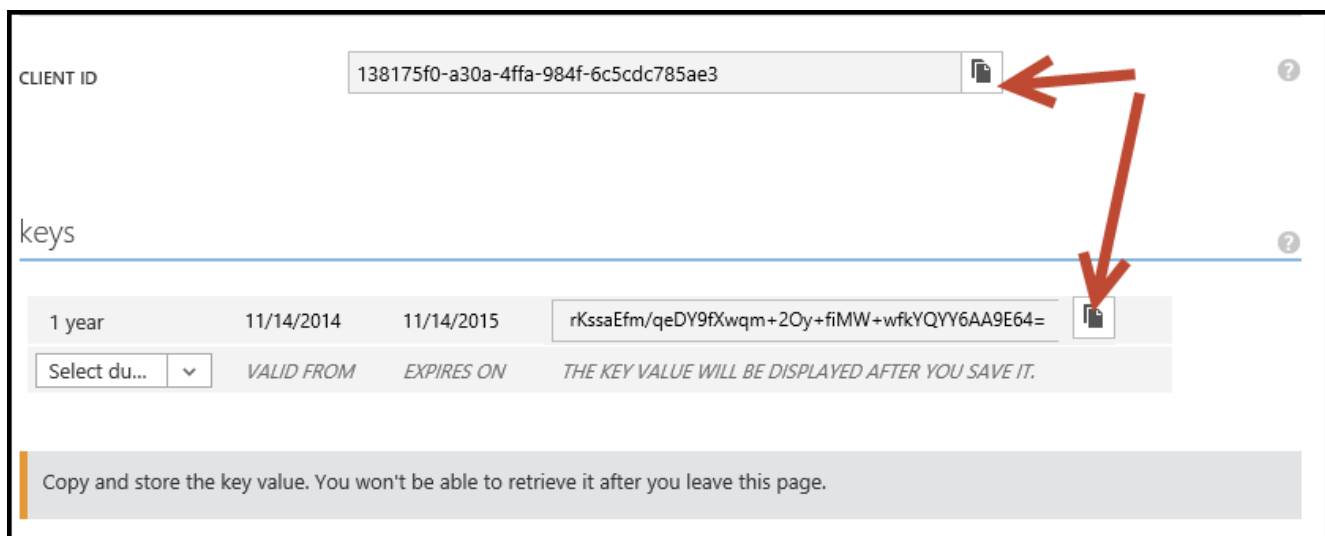 CLIENT ID 138175f0-a30a-4ffa-984f-6c5cdc785ae3
keys
1 year 11/14/2014 11/14/2015 rKssaEfm/qeDY9fXwqm+2Oy+fiMW+wfkYQYY6AA9E64=
Select du... VALID FROM EXPIRES ON THE KEY VALUE WILL BE DISPLAYED AFTER YOU SAVE IT.
Copy and store the key value. You won't be able to retrieve it after you leave this page.